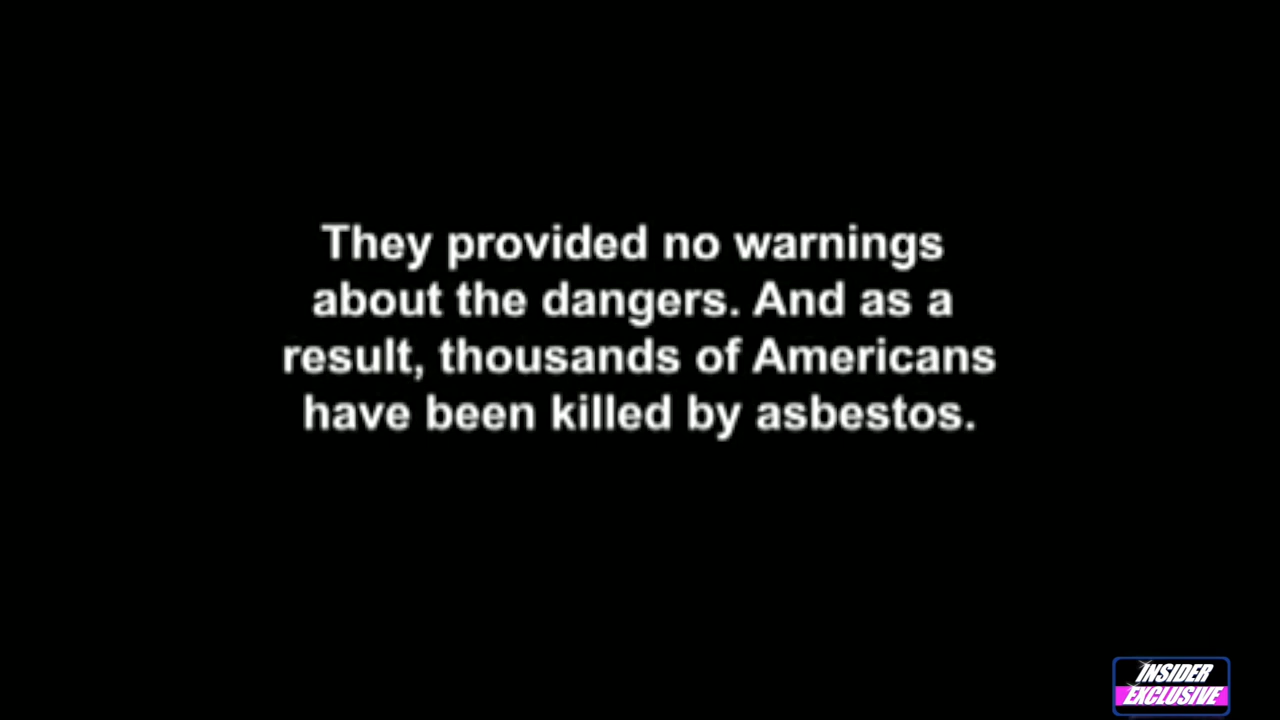 They provided no warnings
about the dangers. And as a
result, thousands of Americans
have been killed by asbestos.
INSIDER
EXCLUSIVE